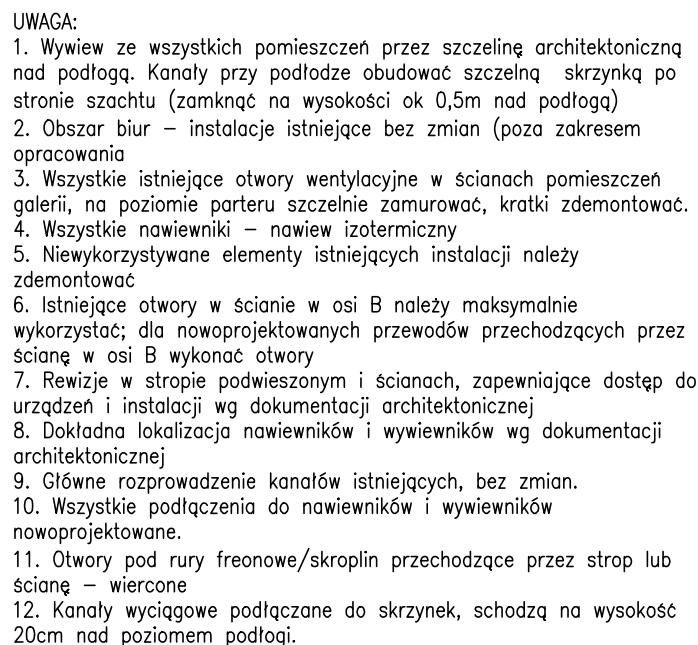 UWAGA:
1. Wywiew ze wszystkich pomieszczeń przez szczelinę architektoniczną
nad podłogą. Kanały przy podłodze obudować szczelną skrzynką po
stronie szachtu (zamknąć na wysokości ok 0,5m nad podłogą)
2. Obszar biur – instalacje istniejące bez zmian (poza zakresem
opracowania
3. Wszystkie istniejące otwory wentylacyjne w ścianach pomieszczeń
galerii, na poziomie parteru szczelnie zamurować, kratki zdemontować.
4. Wszystkie nawiewniki – nawiew izotermiczny
5. Niewykorzystywane elementy istniejących instalacji należy
zdemontować
6. Istniejące otwory w ścianie w osi B należy maksymalnie
wykorzystać; dla nowoprojektowanych przewodów przechodzących przez
ścianę w osi B wykonać otwory
7. Rewizje w stropie podwieszonym i ścianach, zapewniające dostęp do
urządzeń i instalacji wg dokumentacji architektonicznej
8. Dokładna lokalizacja nawiewników i wywiewników wg dokumentacji
architektonicznej
9. Główne rozprowadzenie kanałów istniejących, bez zmian.
10. Wszystkie podłączenia do nawiewników i wywiewników
nowoprojektowane.
11. Otwory pod rury freonowe/skroplin przechodzące przez strop lub
ścianę – wiercone
12. Kanały wyciągowe podłączane do skrzynek, schodzą na wysokość
20cm nad poziomem podłogi.